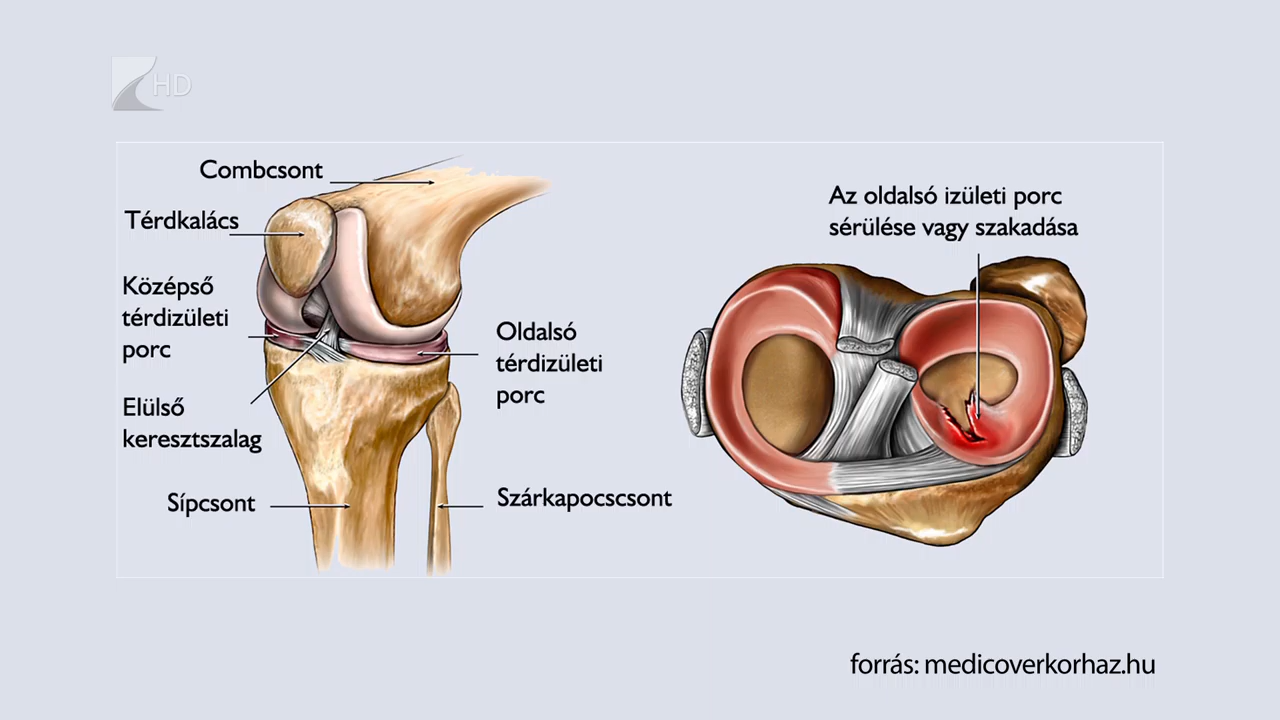 HD
Combcsont
Térdkalács
Középső
térdizületi
porc
Elülső
keresztszalag
Sípcsont
Oldalsó
térdizületi
porc
Szárkapocscsont
Az oldalsó izületi porc
sérülése vagy szakadása
forrás: medicoverkorhaz.hu